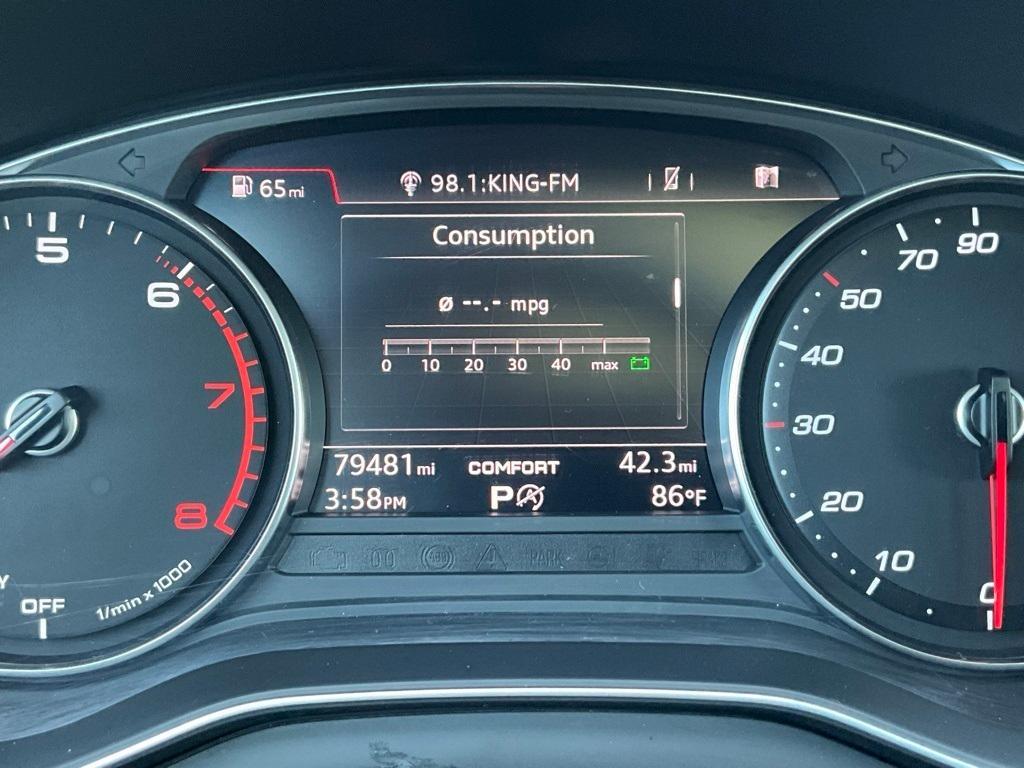 65 mi
98.1:KING-FM
Consumption
ø --.- mpg
0 10 20 30 40 max
79481 mi
COMFORT
42.3 mi
3:58 PM
P
86°F
5
6
7
8
1/min x 1000
OFF
90
70
50
40
30
20
10
0
PARK